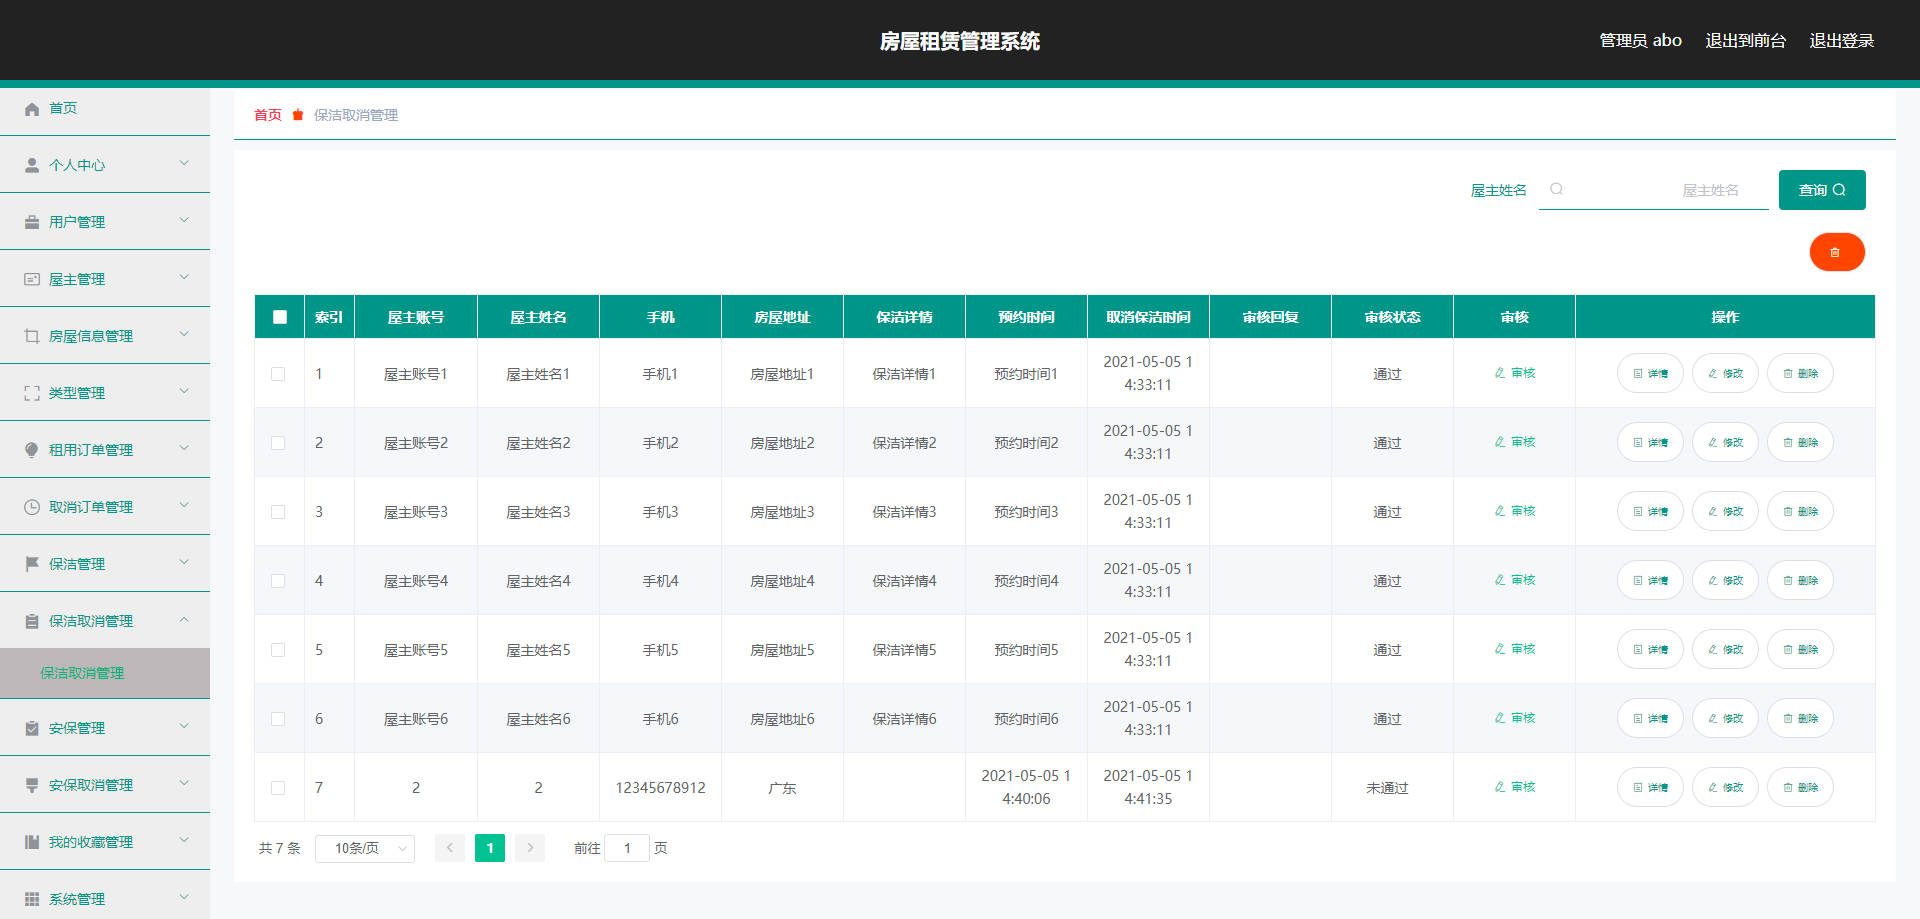 房屋租赁管理系统
管理员 abo 退出到前台 退出登录
首页
个人中心
用户管理
屋主管理
房屋信息管理
类型管理
租用订单管理
取消订单管理
保洁管理
保洁取消管理
保洁取消管理
安保管理
安保取消管理
我的收藏管理
系统管理
首页 保洁取消管理
屋主姓名 屋主姓名 查询
索引 屋主账号 屋主姓名 手机 房屋地址 保洁详情 预约时间 取消保洁时间 审核回复 审核状态 审核 操作
1 屋主账号1 屋主姓名1 手机1 房屋地址1 保洁详情1 预约时间1 2021-05-05 1
4:33:11 通过 审核 详情 修改 删除
2 屋主账号2 屋主姓名2 手机2 房屋地址2 保洁详情2 预约时间2 2021-05-05 1
4:33:11 通过 审核 详情 修改 删除
3 屋主账号3 屋主姓名3 手机3 房屋地址3 保洁详情3 预约时间3 2021-05-05 1
4:33:11 通过 审核 详情 修改 删除
4 屋主账号4 屋主姓名4 手机4 房屋地址4 保洁详情4 预约时间4 2021-05-05 1
4:33:11 通过 审核 详情 修改 删除
5 屋主账号5 屋主姓名5 手机5 房屋地址5 保洁详情5 预约时间5 2021-05-05 1
4:33:11 通过 审核 详情 修改 删除
6 屋主账号6 屋主姓名6 手机6 房屋地址6 保洁详情6 预约时间6 2021-05-05 1
4:33:11 通过 审核 详情 修改 删除
7 2 2 12345678912 广东 2021-05-05 1 2021-05-05 1
4:40:06 4:41:35 未通过 审核 详情 修改 删除
共 7 条 10条/页 1 前往 1 页